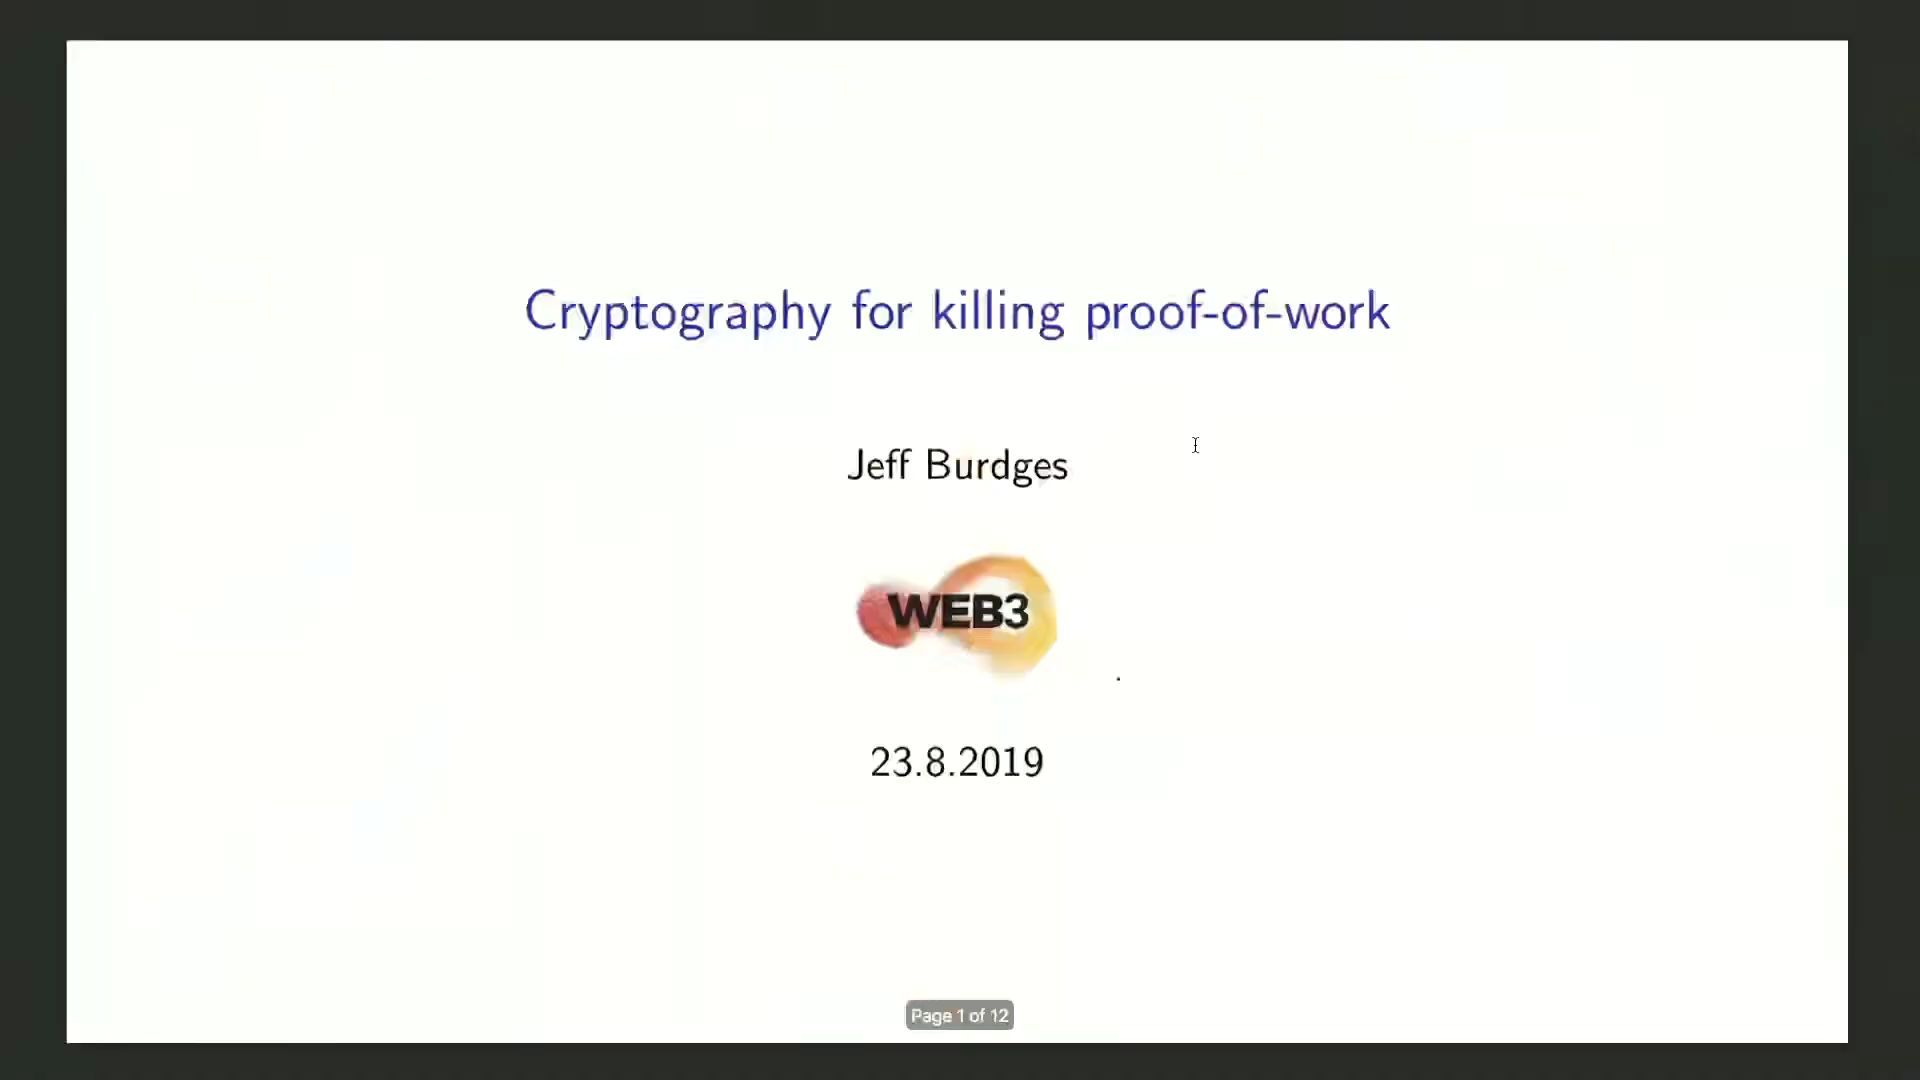 Cryptography for killing proof-of-work
Jeff Burdges
WEB3
23.8.2019
Page 1 of 12